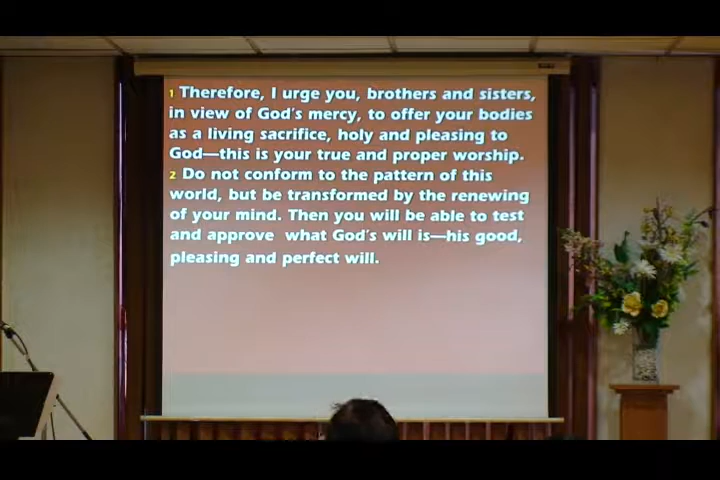 1 Therefore, I urge you, brothers and sisters,
in view of God's mercy, to offer your bodies
as a living sacrifice, holy and pleasing to
God—this is your true and proper worship.
2 Do not conform to the pattern of this
world, but be transformed by the renewing
of your mind. Then you will be able to test
and approve what God's will is—his good,
pleasing and perfect will.